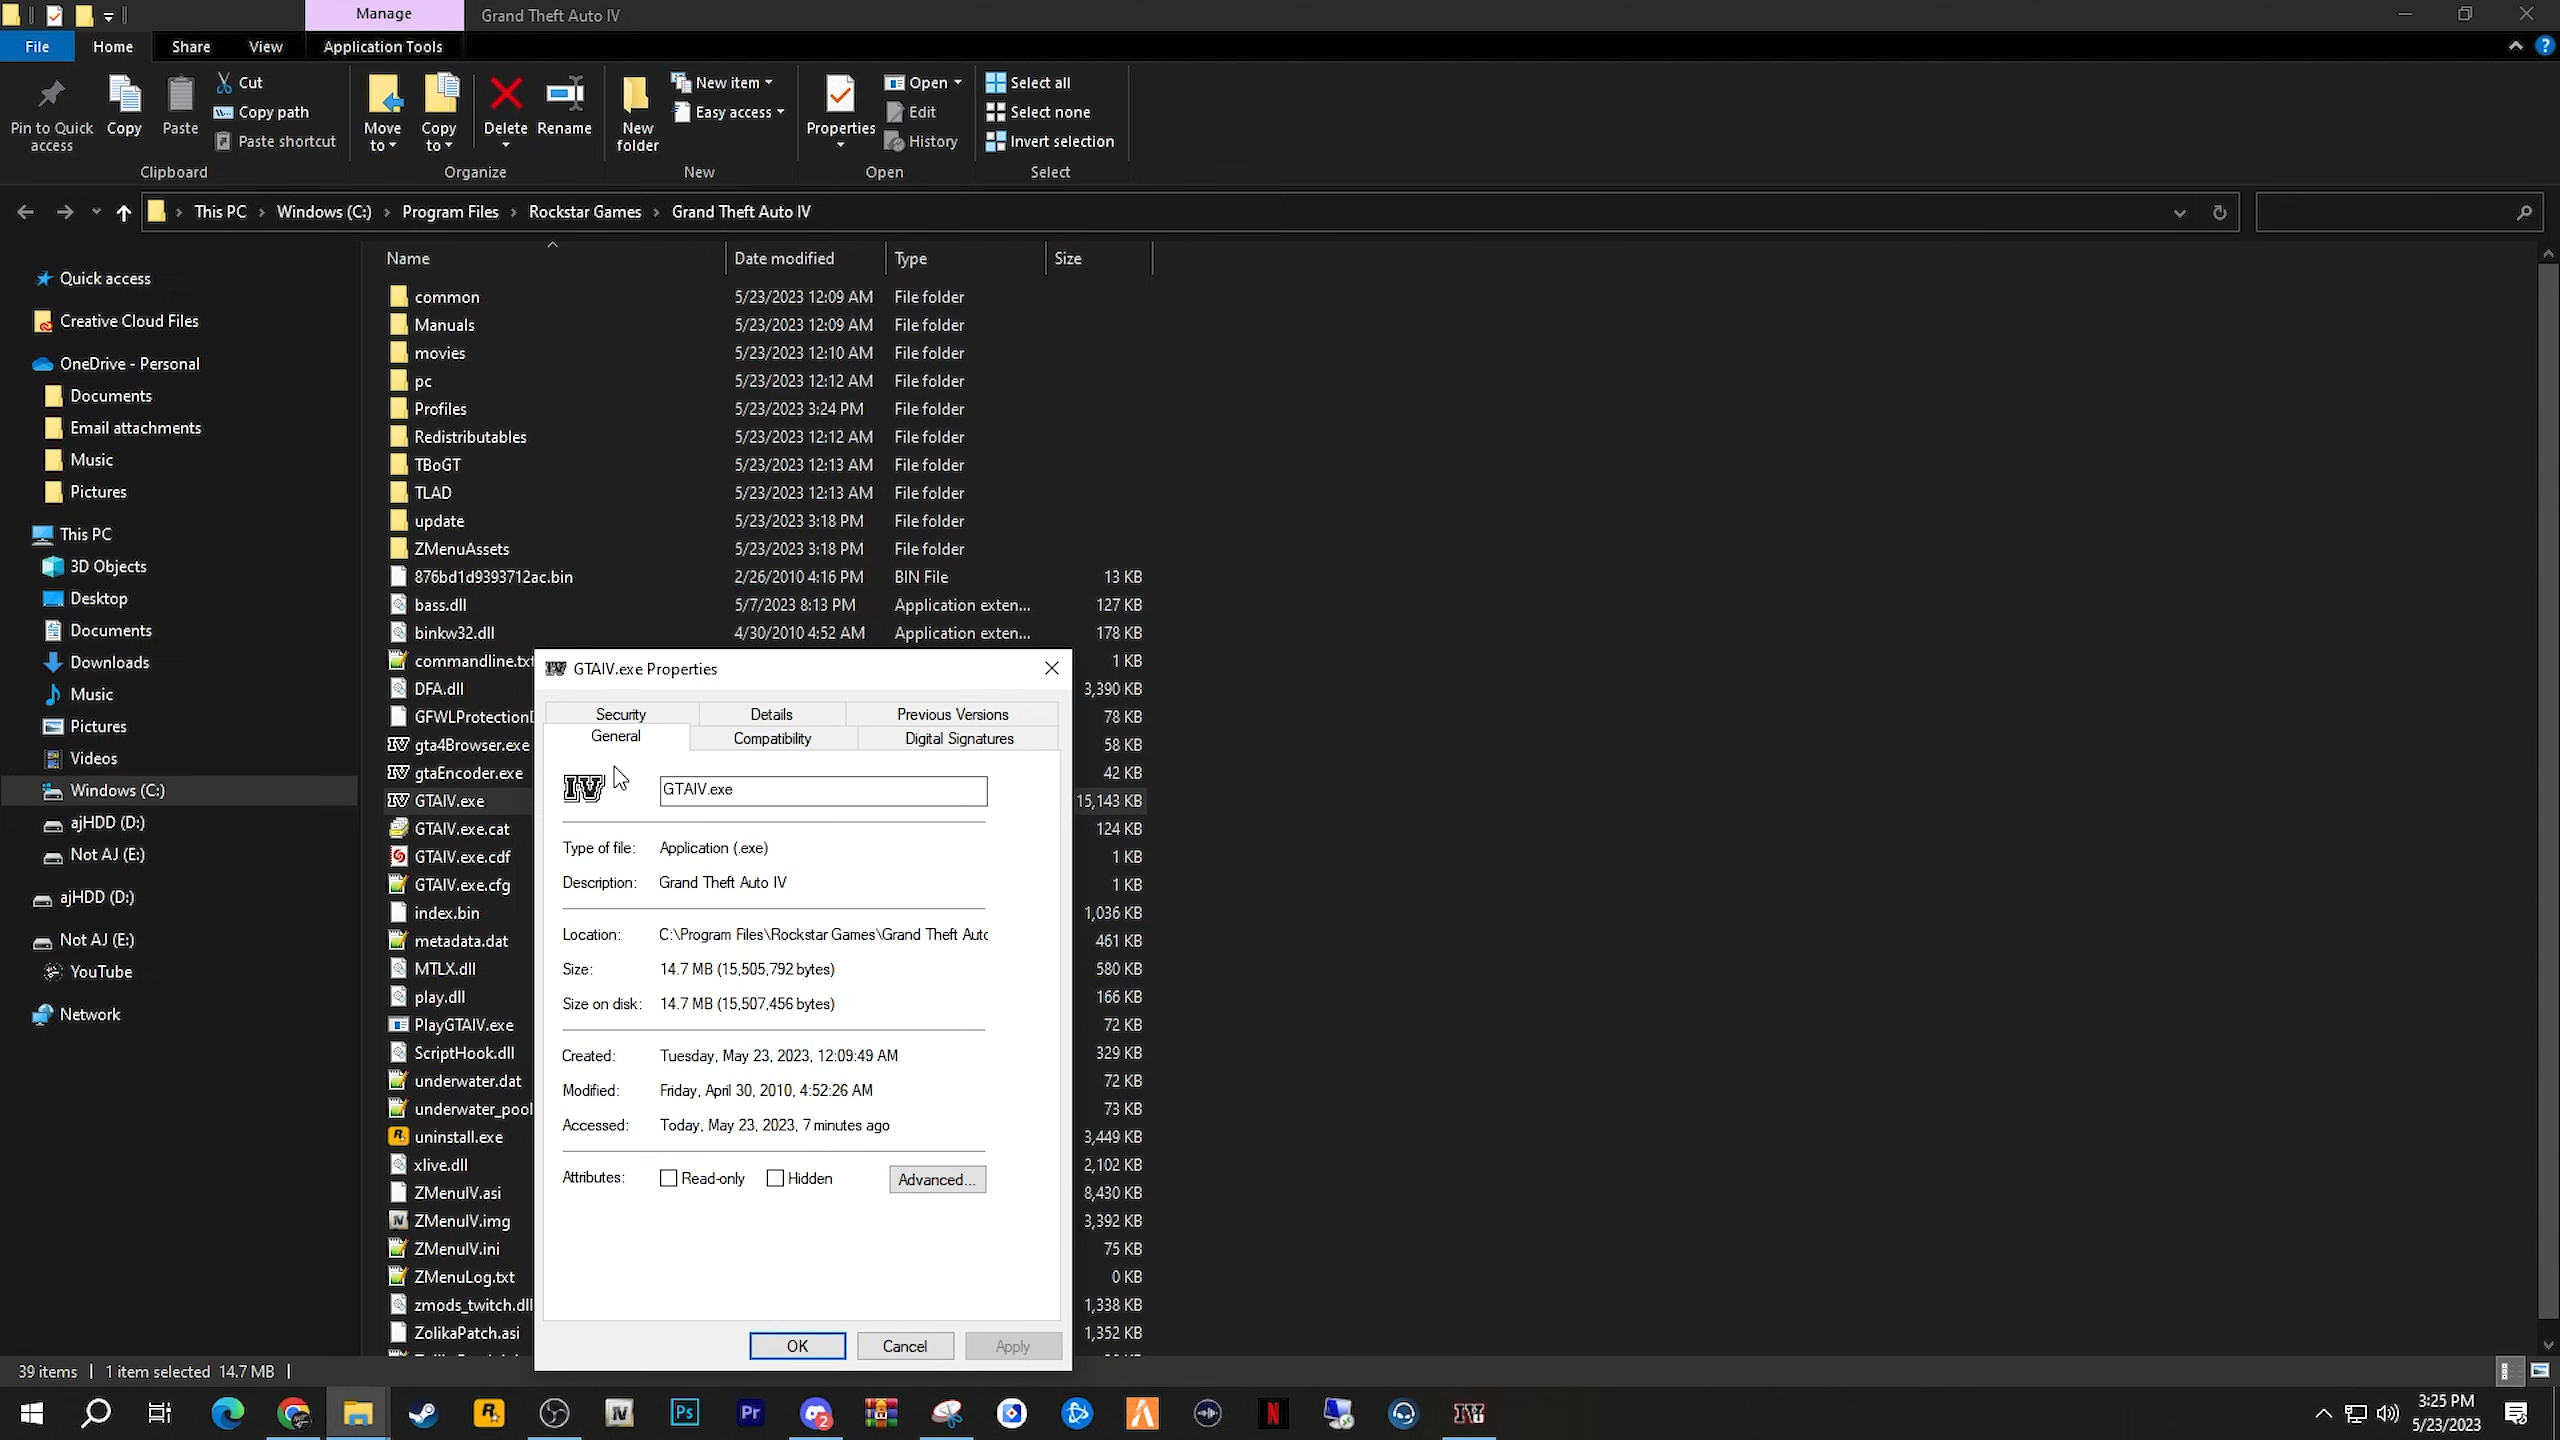 Manage
Grand Theft Auto IV
File
Home
Share
View
Application Tools
Pin to Quick access
Copy
Paste
Cut
Copy path
Paste shortcut
Clipboard
Move to
Copy to
Delete
Rename
Organize
New folder
New item
Easy access
New
Properties
Open
Edit
History
Open
Select all
Select none
Invert selection
Select
This PC > Windows (C:) > Program Files > Rockstar Games > Grand Theft Auto IV
Quick access
Creative Cloud Files
OneDrive - Personal
Documents
Email attachments
Music
Pictures
This PC
3D Objects
Desktop
Documents
Downloads
Music
Pictures
Videos
Windows (C:)
ajHDD (D:)
Not AJ (E:)
ajHDD (D:)
Not AJ (E:)
YouTube
Network
Name Date modified Type Size
common 5/23/2023 12:09 AM File folder
Manuals 5/23/2023 12:09 AM File folder
movies 5/23/2023 12:10 AM File folder
pc 5/23/2023 12:12 AM File folder
Profiles 5/23/2023 3:24 PM File folder
Redistributables 5/23/2023 12:12 AM File folder
TBoGT 5/23/2023 12:13 AM File folder
TLAD 5/23/2023 12:13 AM File folder
update 5/23/2023 3:18 PM File folder
ZMenuAssets 5/23/2023 3:18 PM File folder
876bd1d9393712ac.bin 2/26/2010 4:16 PM BIN File 13 KB
bass.dll 5/7/2023 8:13 PM Application exten... 127 KB
binkw32.dll 4/30/2010 4:52 AM Application exten... 178 KB
commandline.txt 1 KB
DFA.dll 3,390 KB
GFWLProtectionD 78 KB
gta4Browser.exe 58 KB
gtaEncoder.exe 42 KB
GTAIV.exe 15,143 KB
GTAIV.exe.cat 124 KB
GTAIV.exe.cdf 1 KB
GTAIV.exe.cfg 1 KB
index.bin 1,036 KB
metadata.dat 461 KB
MTLX.dll 580 KB
play.dll 166 KB
PlayGTAIV.exe 72 KB
ScriptHook.dll 329 KB
underwater.dat 72 KB
underwater_pool 73 KB
uninstall.exe 3,449 KB
xlive.dll 2,102 KB
ZMenuIV.asi 8,430 KB
ZMenuIV.img 3,392 KB
ZMenuIV.ini 75 KB
ZMenuLog.txt 0 KB
zmods_twitch.dll 1,338 KB
ZolikaPatch.asi 1,352 KB
GTAIV.exe Properties
Security Details Previous Versions
General Compatibility Digital Signatures
IV
GTAIV.exe
Type of file: Application (.exe)
Description: Grand Theft Auto IV
Location: C:\Program Files\Rockstar Games\Grand Theft Auto
Size: 14.7 MB (15,505,792 bytes)
Size on disk: 14.7 MB (15,507,456 bytes)
Created: Tuesday, May 23, 2023, 12:09:49 AM
Modified: Friday, April 30, 2010, 4:52:26 AM
Accessed: Today, May 23, 2023, 7 minutes ago
Attributes: Read-only Hidden Advanced...
OK Cancel Apply
39 items 1 item selected 14.7 MB
Ps
Pr
2
N
3:25 PM
5/23/2023